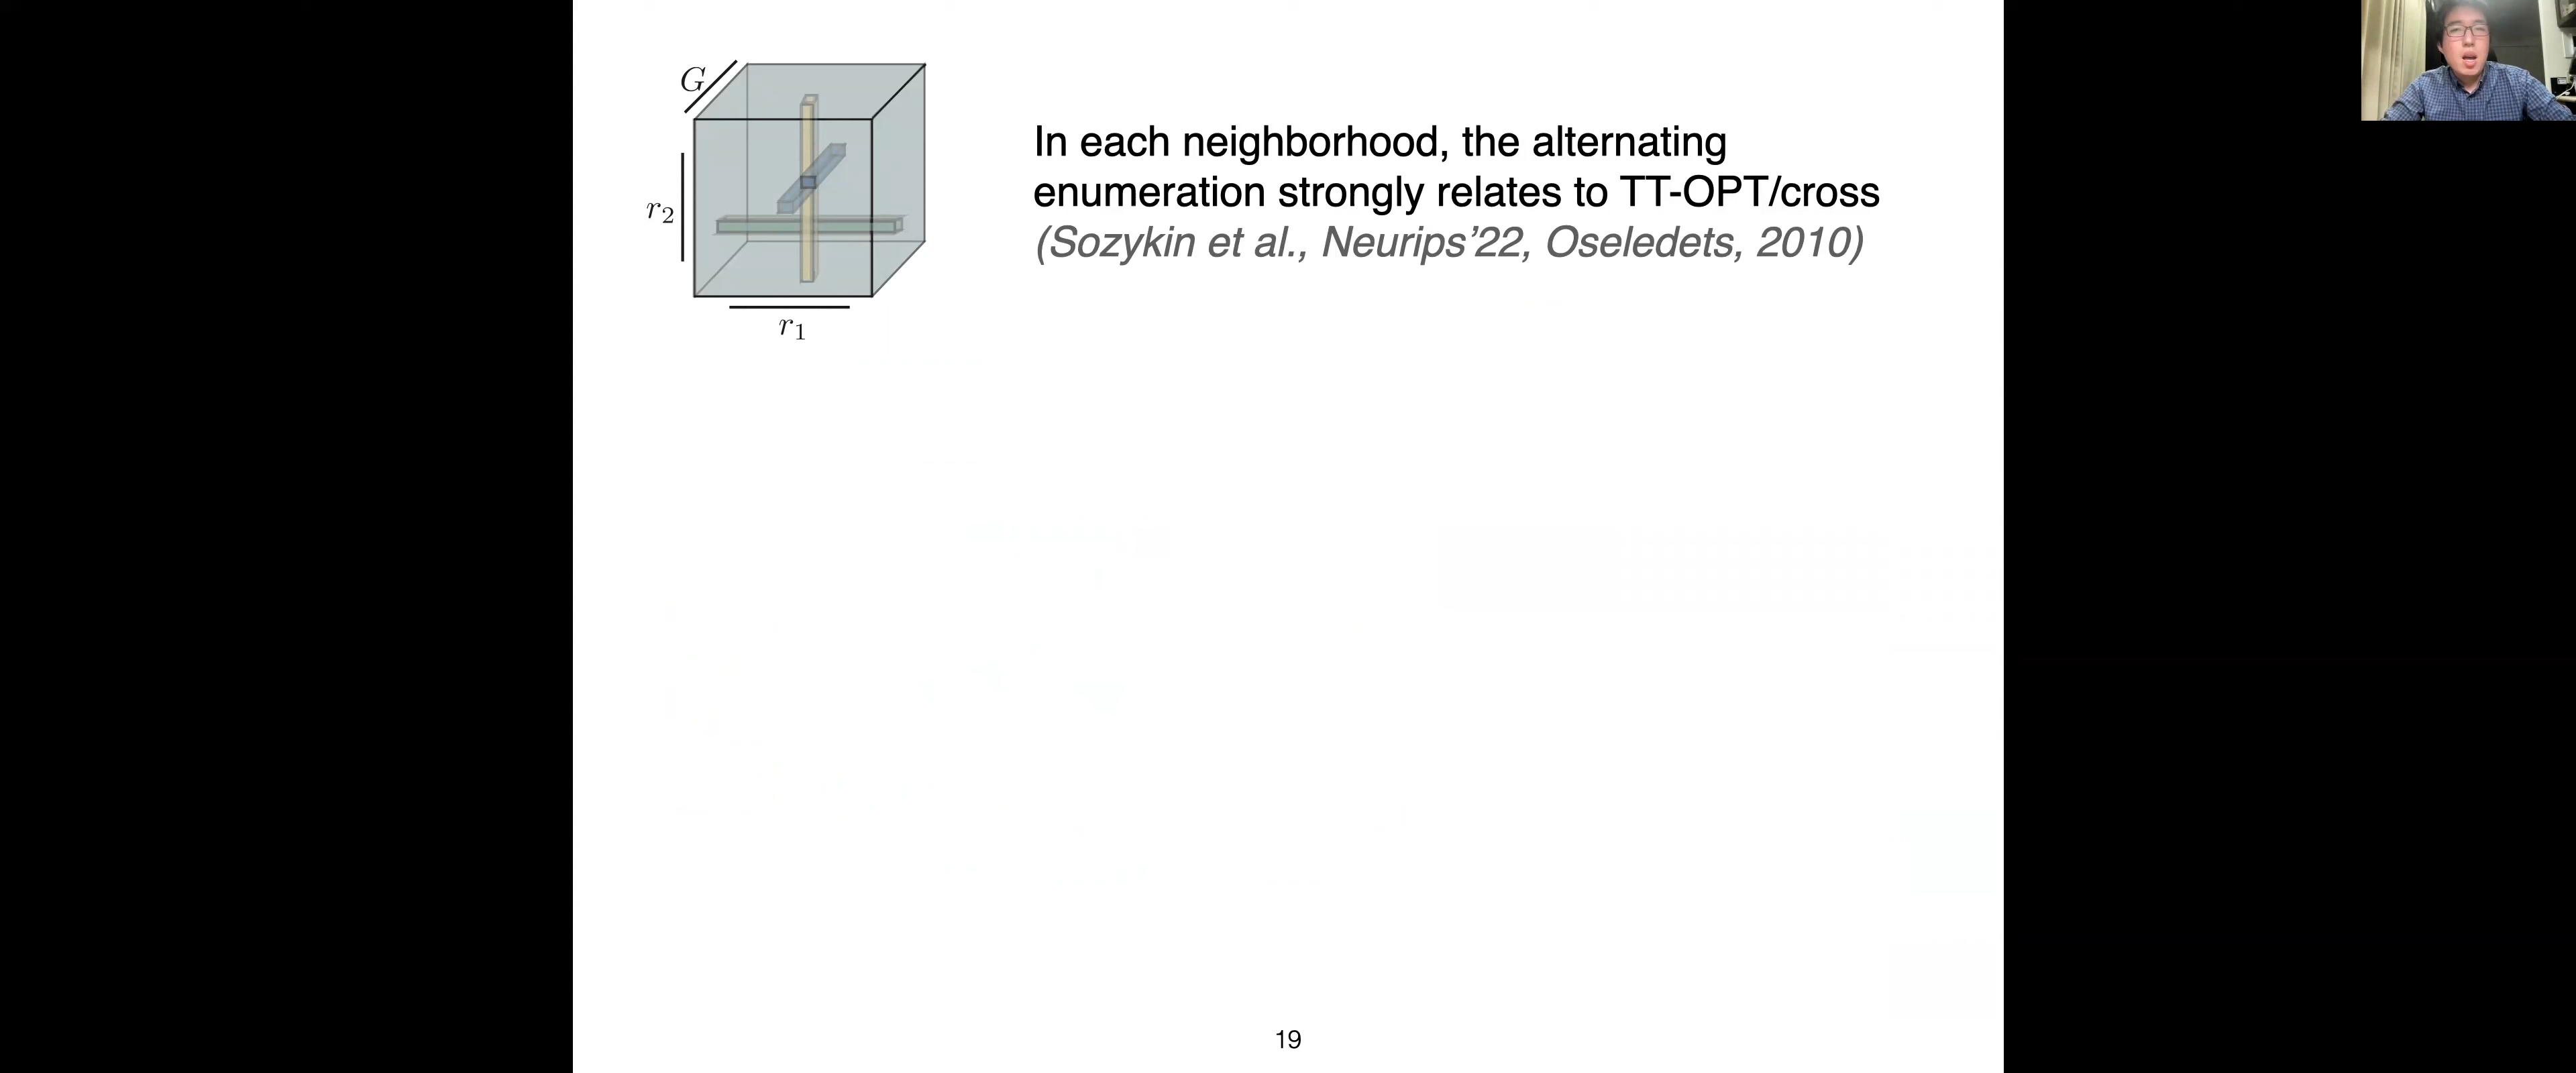 G
In each neighborhood, the alternating
enumeration strongly relates to TT-OPT/cross
r₂
(Sozykin et al., Neurips’22, Oseledets, 2010)
r₁
19